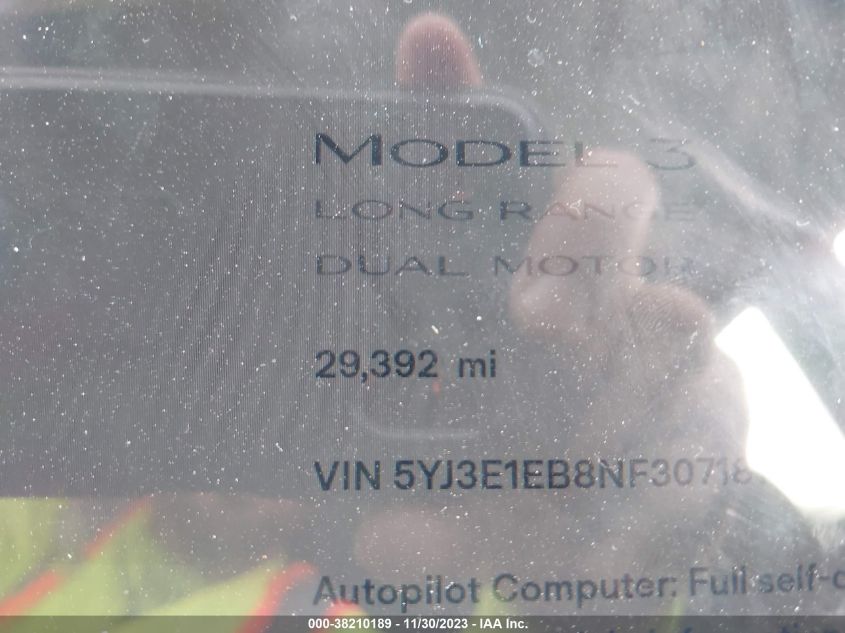 MODEL 3
LONG RANGE
DUAL MOTOR
29,392 mi
VIN
Autopilot Computer: Full
000-38210189 - 11/30/2023 - IAA Inc.